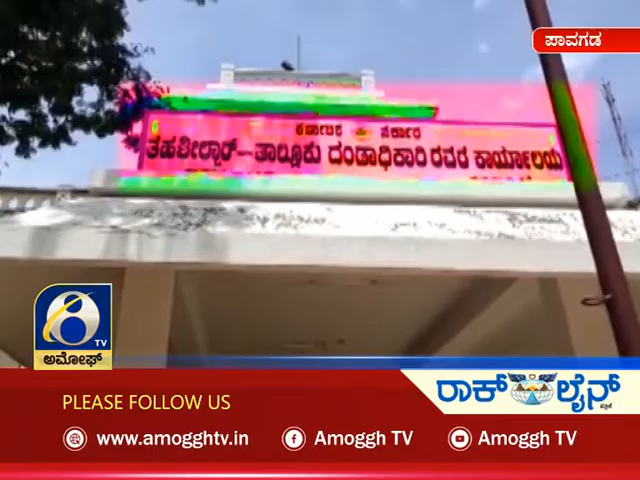 ಪಾವಗಡ
ಕರ್ನಾಟಕ ಸರ್ಕಾರ
ತಹಶೀಲ್ದಾರ್-ತಾಲ್ಲೂಕು ದಂಡಾಧಿಕಾರಿ ರವರ ಕಾರ್ಯಾಲಯ
TV
ಅಮೋಘ್
PLEASE FOLLOW US
ರಾಕ್ ಲೈನ್
www.amogghtv.in
Amoggh TV
Amoggh TV